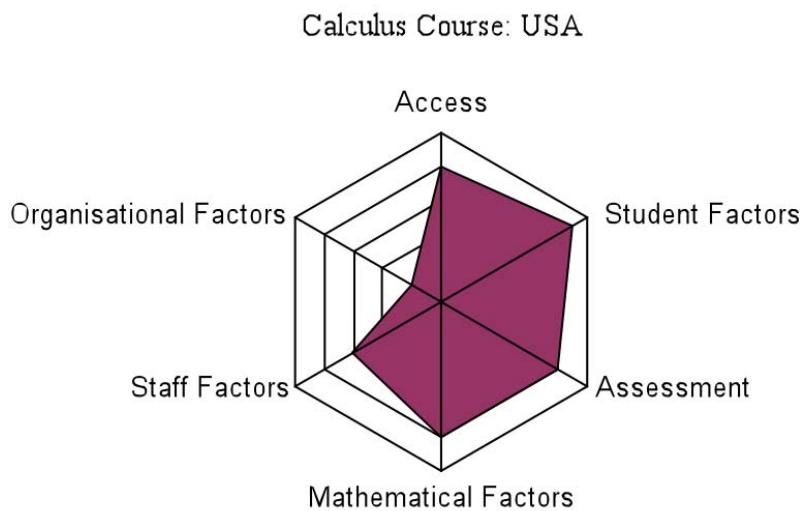 Calculus Course: USA
Access
Organisational Factors
Student Factors
Staff Factors
Assessment
Mathematical Factors